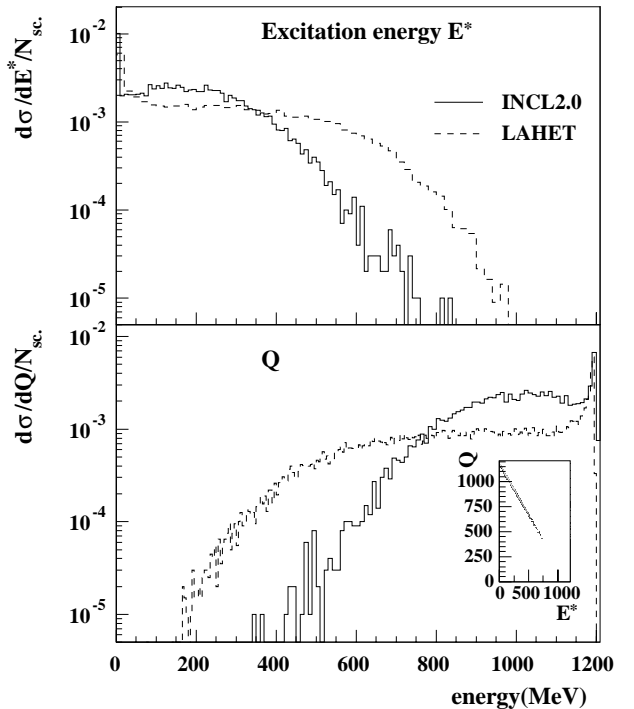 Excitation energy E*
dσ/dE*/Nsc.
10-2
10-3
10-4
10-5
INCL2.0
LAHET
Q
dσ/dQ/Nsc.
10-2
10-3
10-4
10-5
Q
1000
750
500
250
0
0 500 1000
E*
0 200 400 600 800 1000 1200
energy(MeV)